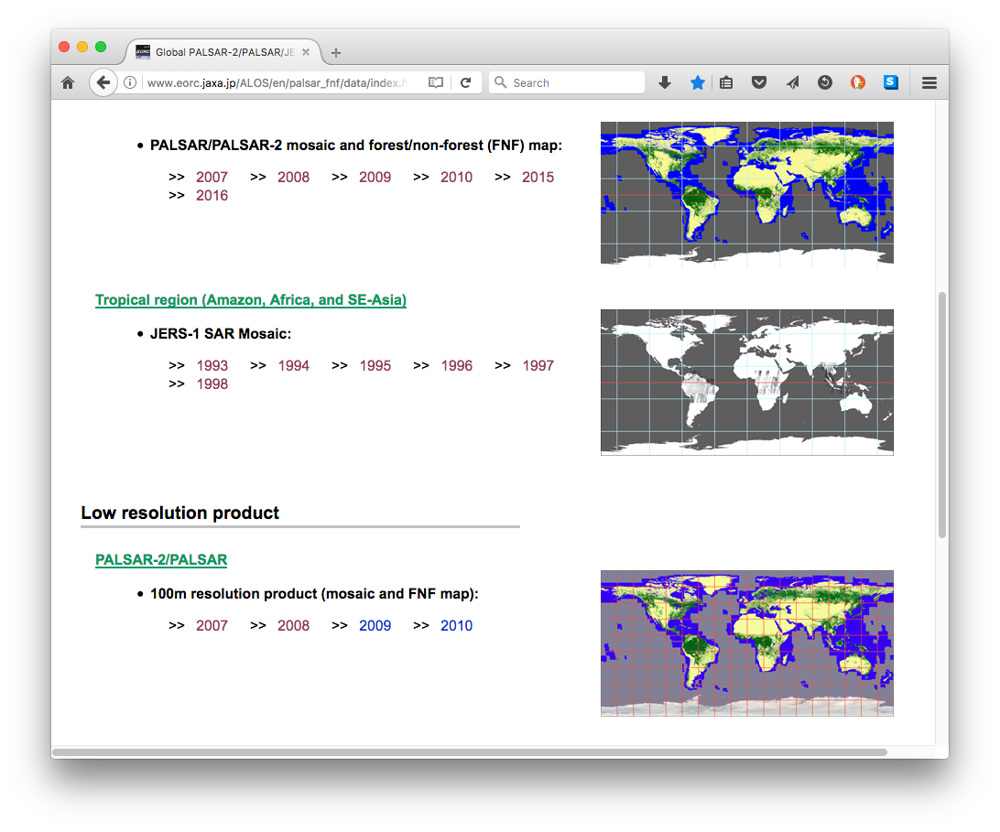 Global PALSAR-2/PALSAR/JE
www.eorc.jaxa.jp/ALOS/en/palsar_fnf/data/index.h
Search
S
• PALSAR/PALSAR-2 mosaic and forest/non-forest (FNF) map:
>> 2007 >> 2008 >> 2009 >> 2010 >> 2015
>> 2016
Tropical region (Amazon, Africa, and SE-Asia)
• JERS-1 SAR Mosaic:
>> 1993 >> 1994 >> 1995 >> 1996 >> 1997
>> 1998
Low resolution product
PALSAR-2/PALSAR
• 100m resolution product (mosaic and FNF map):
>> 2007 >> 2008 >> 2009 >> 2010